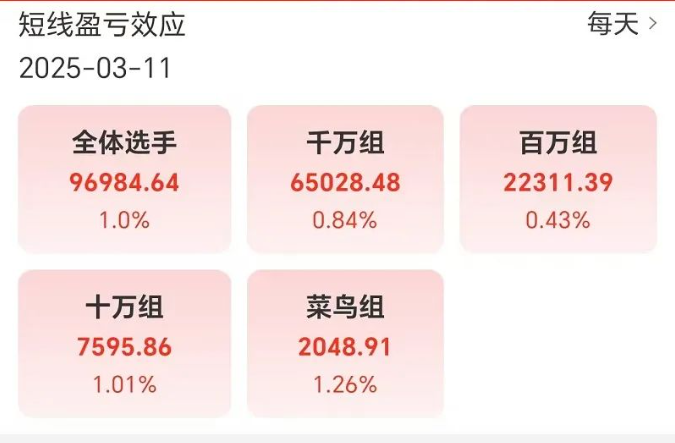 短线盈亏效应 每天 >
2025-03-11
全体选手 千万组 百万组
96984.64 65028.48 22311.39
1.0% 0.84% 0.43%
十万组 菜鸟组
7595.86 2048.91
1.01% 1.26%